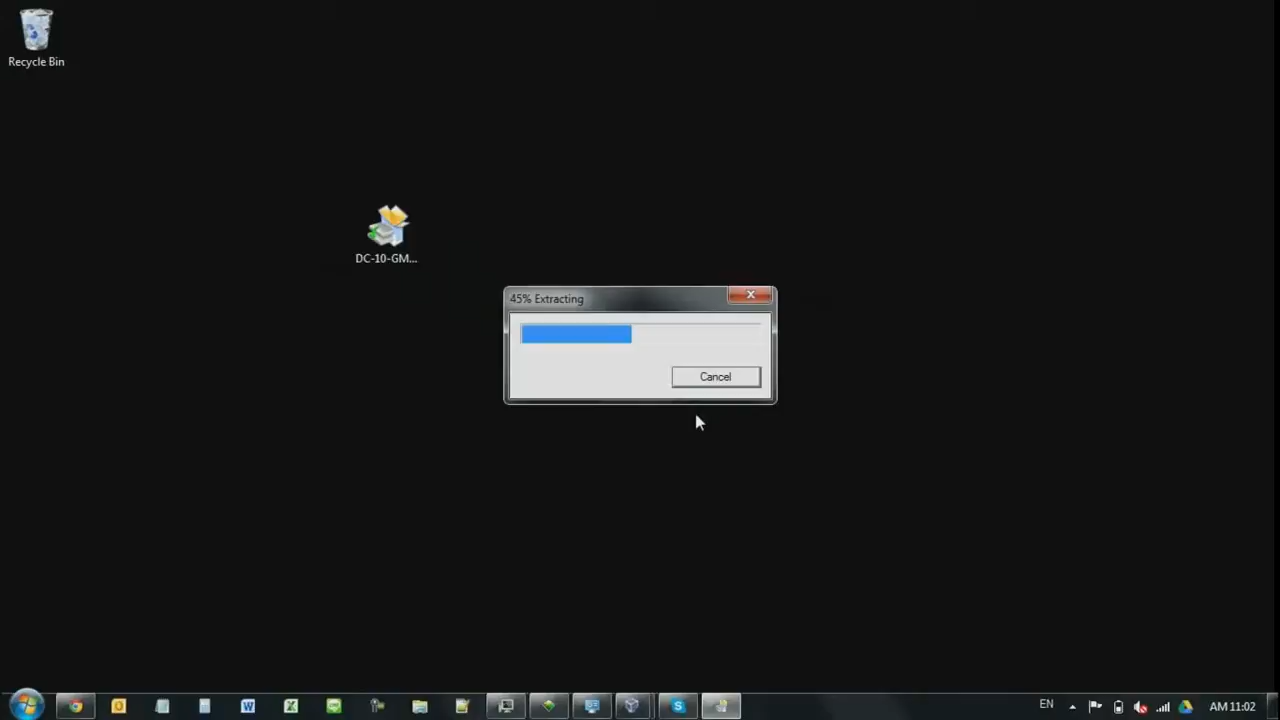 Recycle Bin
DC-10-GM...
45% Extracting
Cancel
EN
AM 11:02